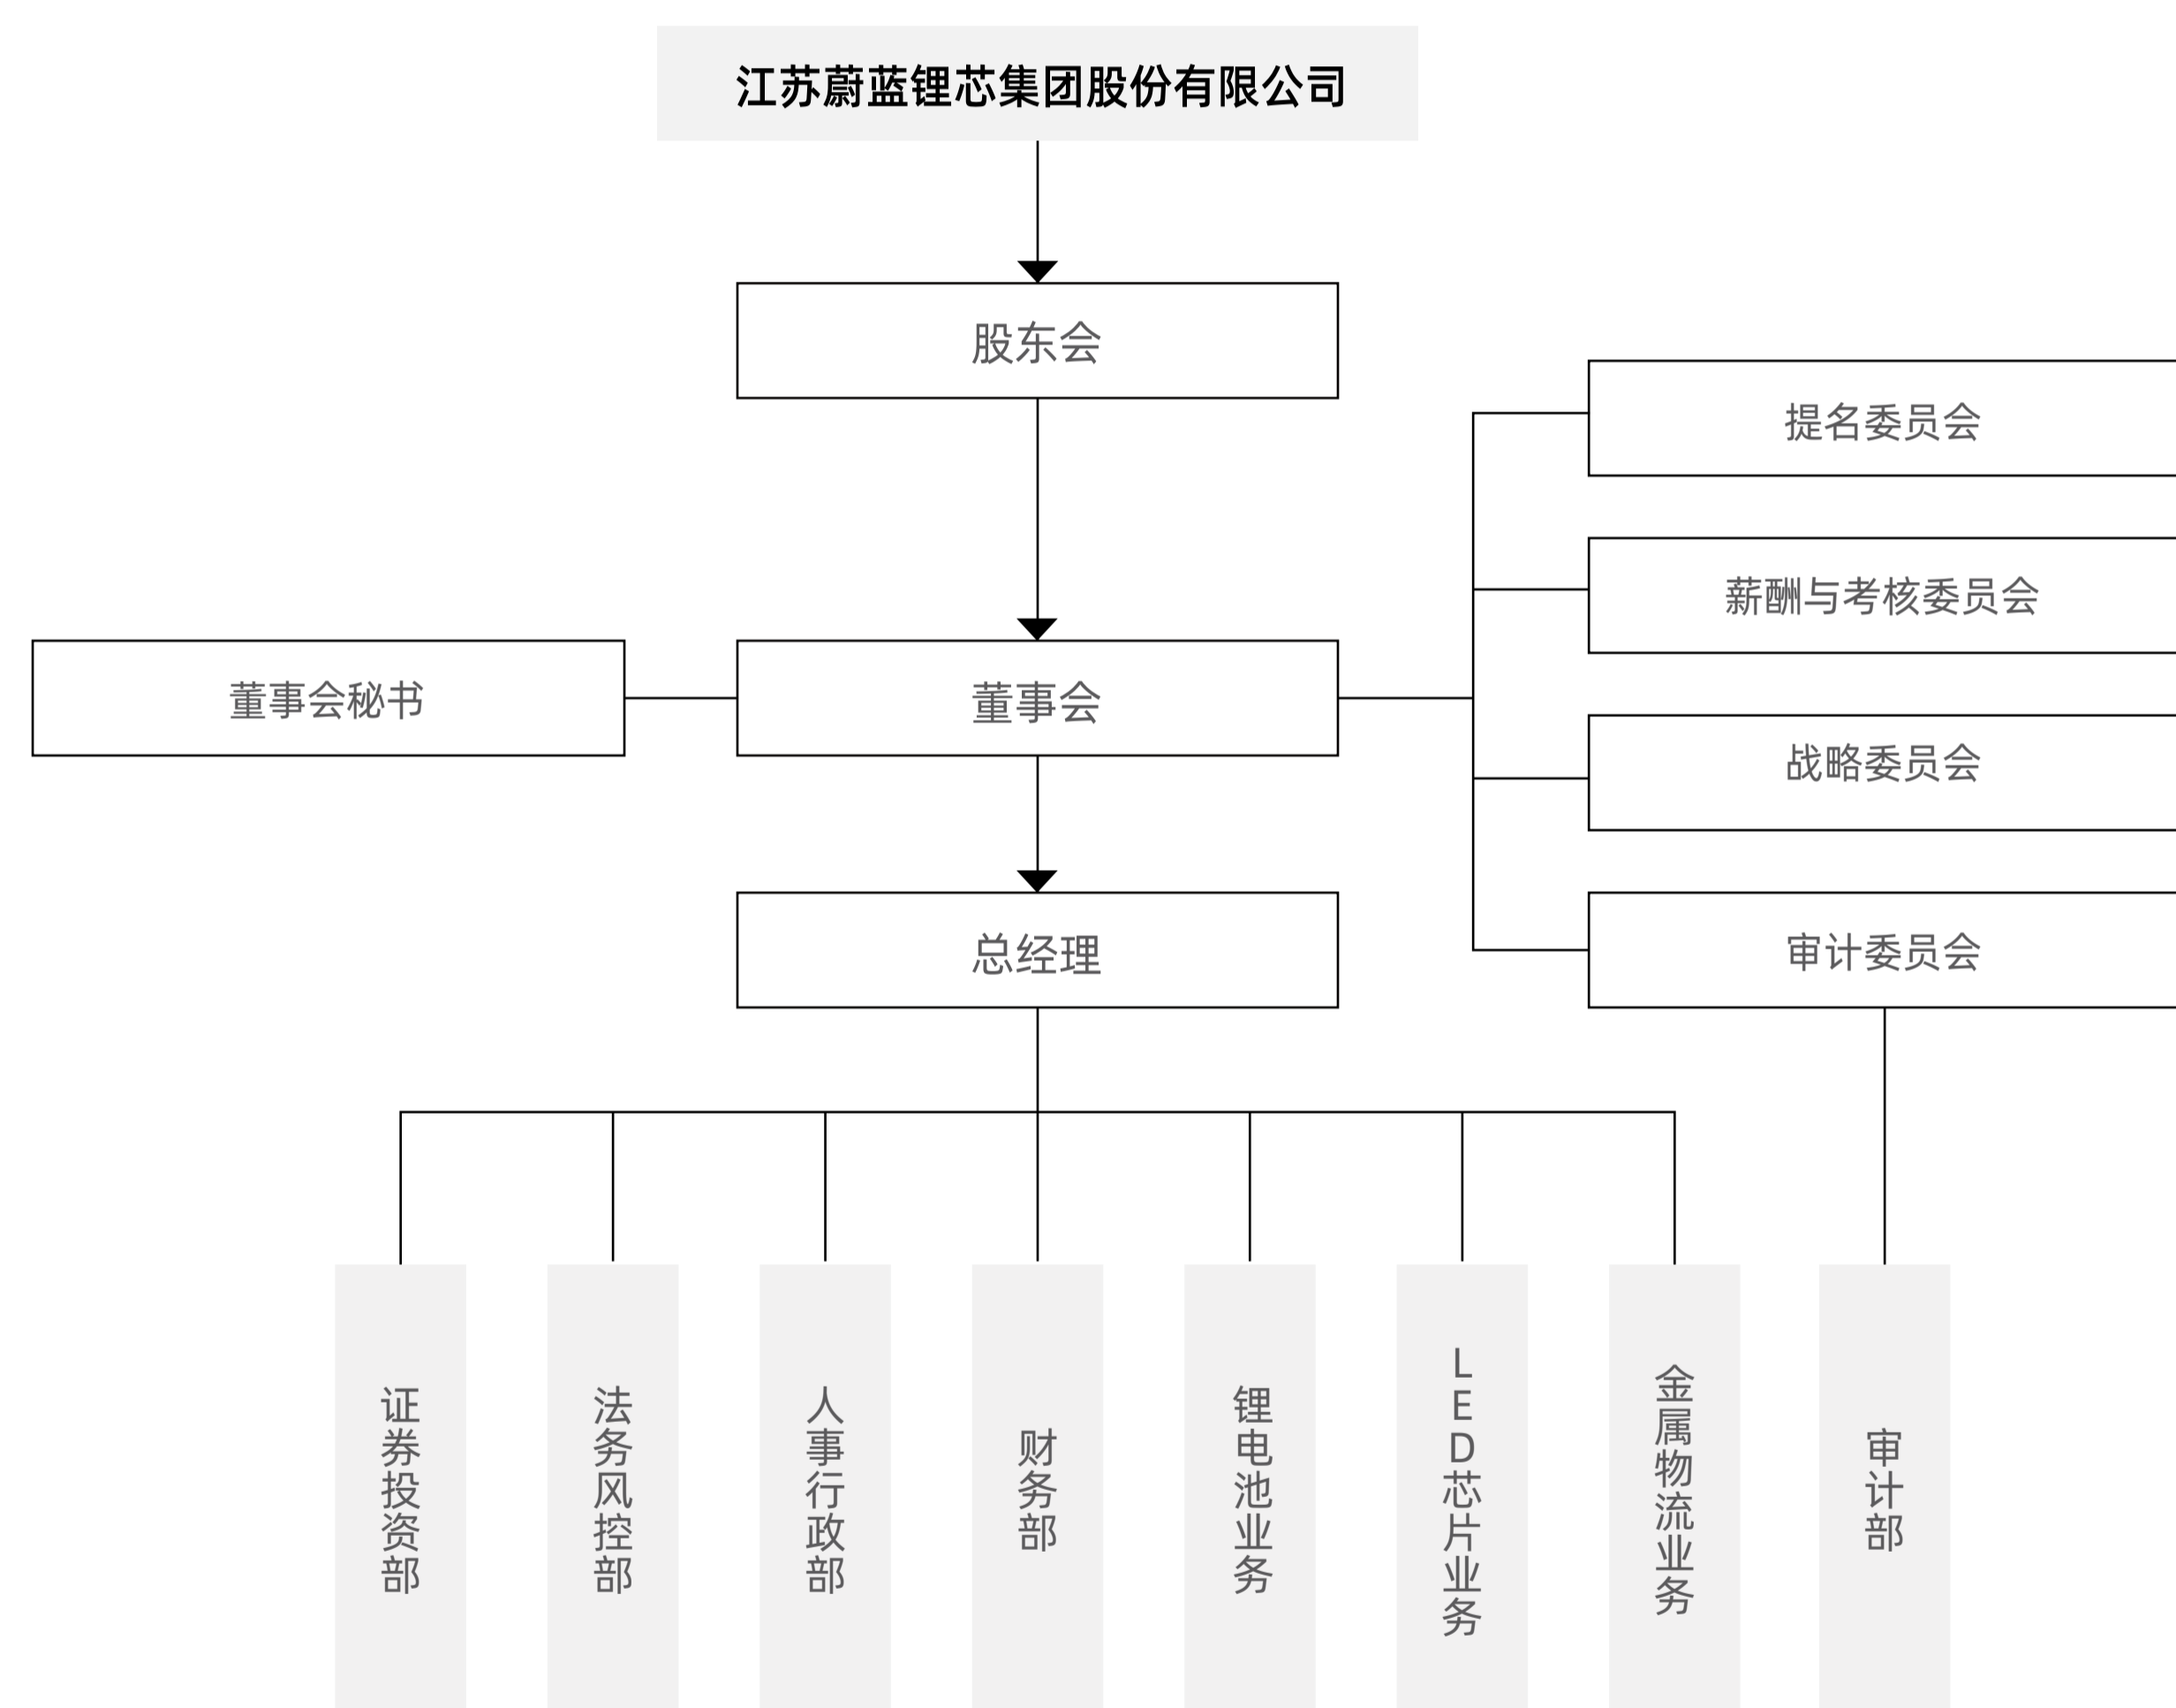 江苏蔚蓝锂芯集团股份有限公司
股东会
提名委员会
薪酬与考核委员会
董事会秘书
董事会
战略委员会
总经理
审计委员会
证券投资部
法务风控部
人事行政部
财务部
锂电池业务
LED芯片业务
金属物流业务
审计部